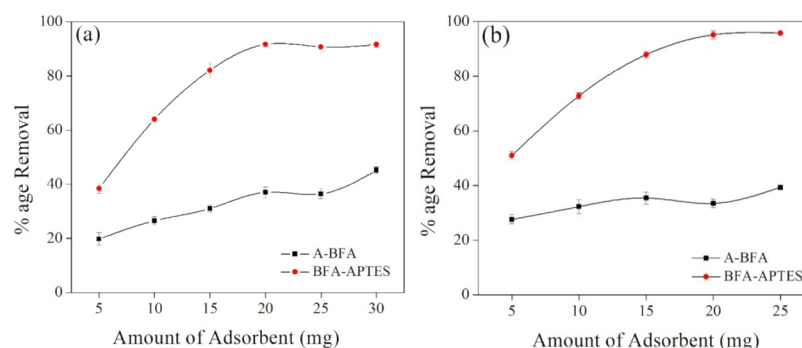 (a)
% age Removal
100
80
60
40
20
0
A-BFA
BFA-APTES
5 10 15 20 25 30
Amount of Adsorbent (mg)
(b)
% age Removal
100
80
60
40
20
0
A-BFA
BFA-APTES
5 10 15 20 25
Amount of Adsorbent (mg)